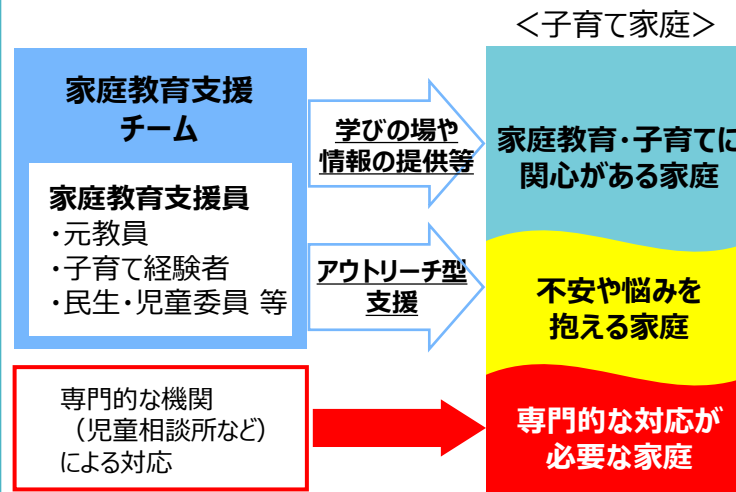 <子育て家庭>
家庭教育支援
チーム
家庭教育支援員
・元教員
・子育て経験者
・民生・児童委員 等
学びの場や
情報の提供等
アウトリーチ型
支援
家庭教育・子育てに
関心がある家庭
不安や悩みを
抱える家庭
専門的な機関
（児童相談所など）
による対応
専門的な対応が
必要な家庭